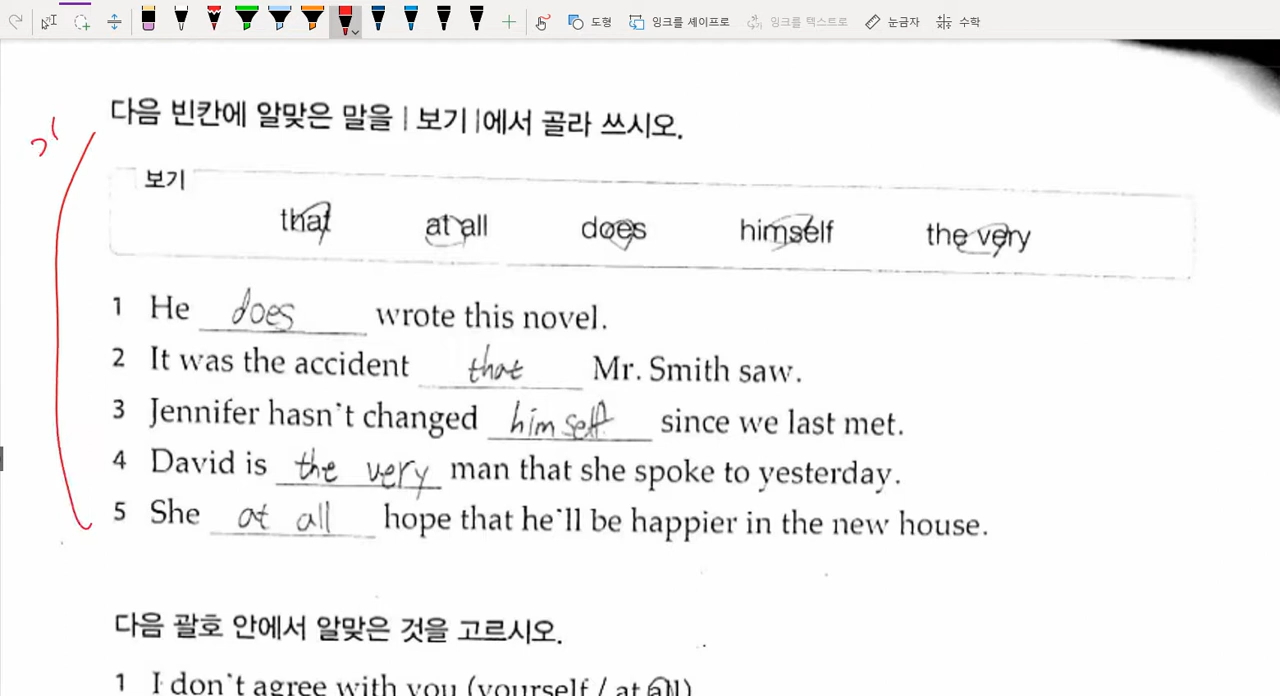 도형 잉크를 셰이프로 잉크를 텍스트로 눈금자 수학
다음 빈칸에 알맞은 말을 | 보기 |에서 골라 쓰시오.
보기
that at all does himself the very
1 He does wrote this novel.
2 It was the accident that Mr. Smith saw.
3 Jennifer hasn't changed himself since we last met.
4 David is the very man that she spoke to yesterday.
5 She at all hope that he'll be happier in the new house.
다음 괄호 안에서 알맞은 것을 고르시오.
1 I don't agree with you (yourself / at all)